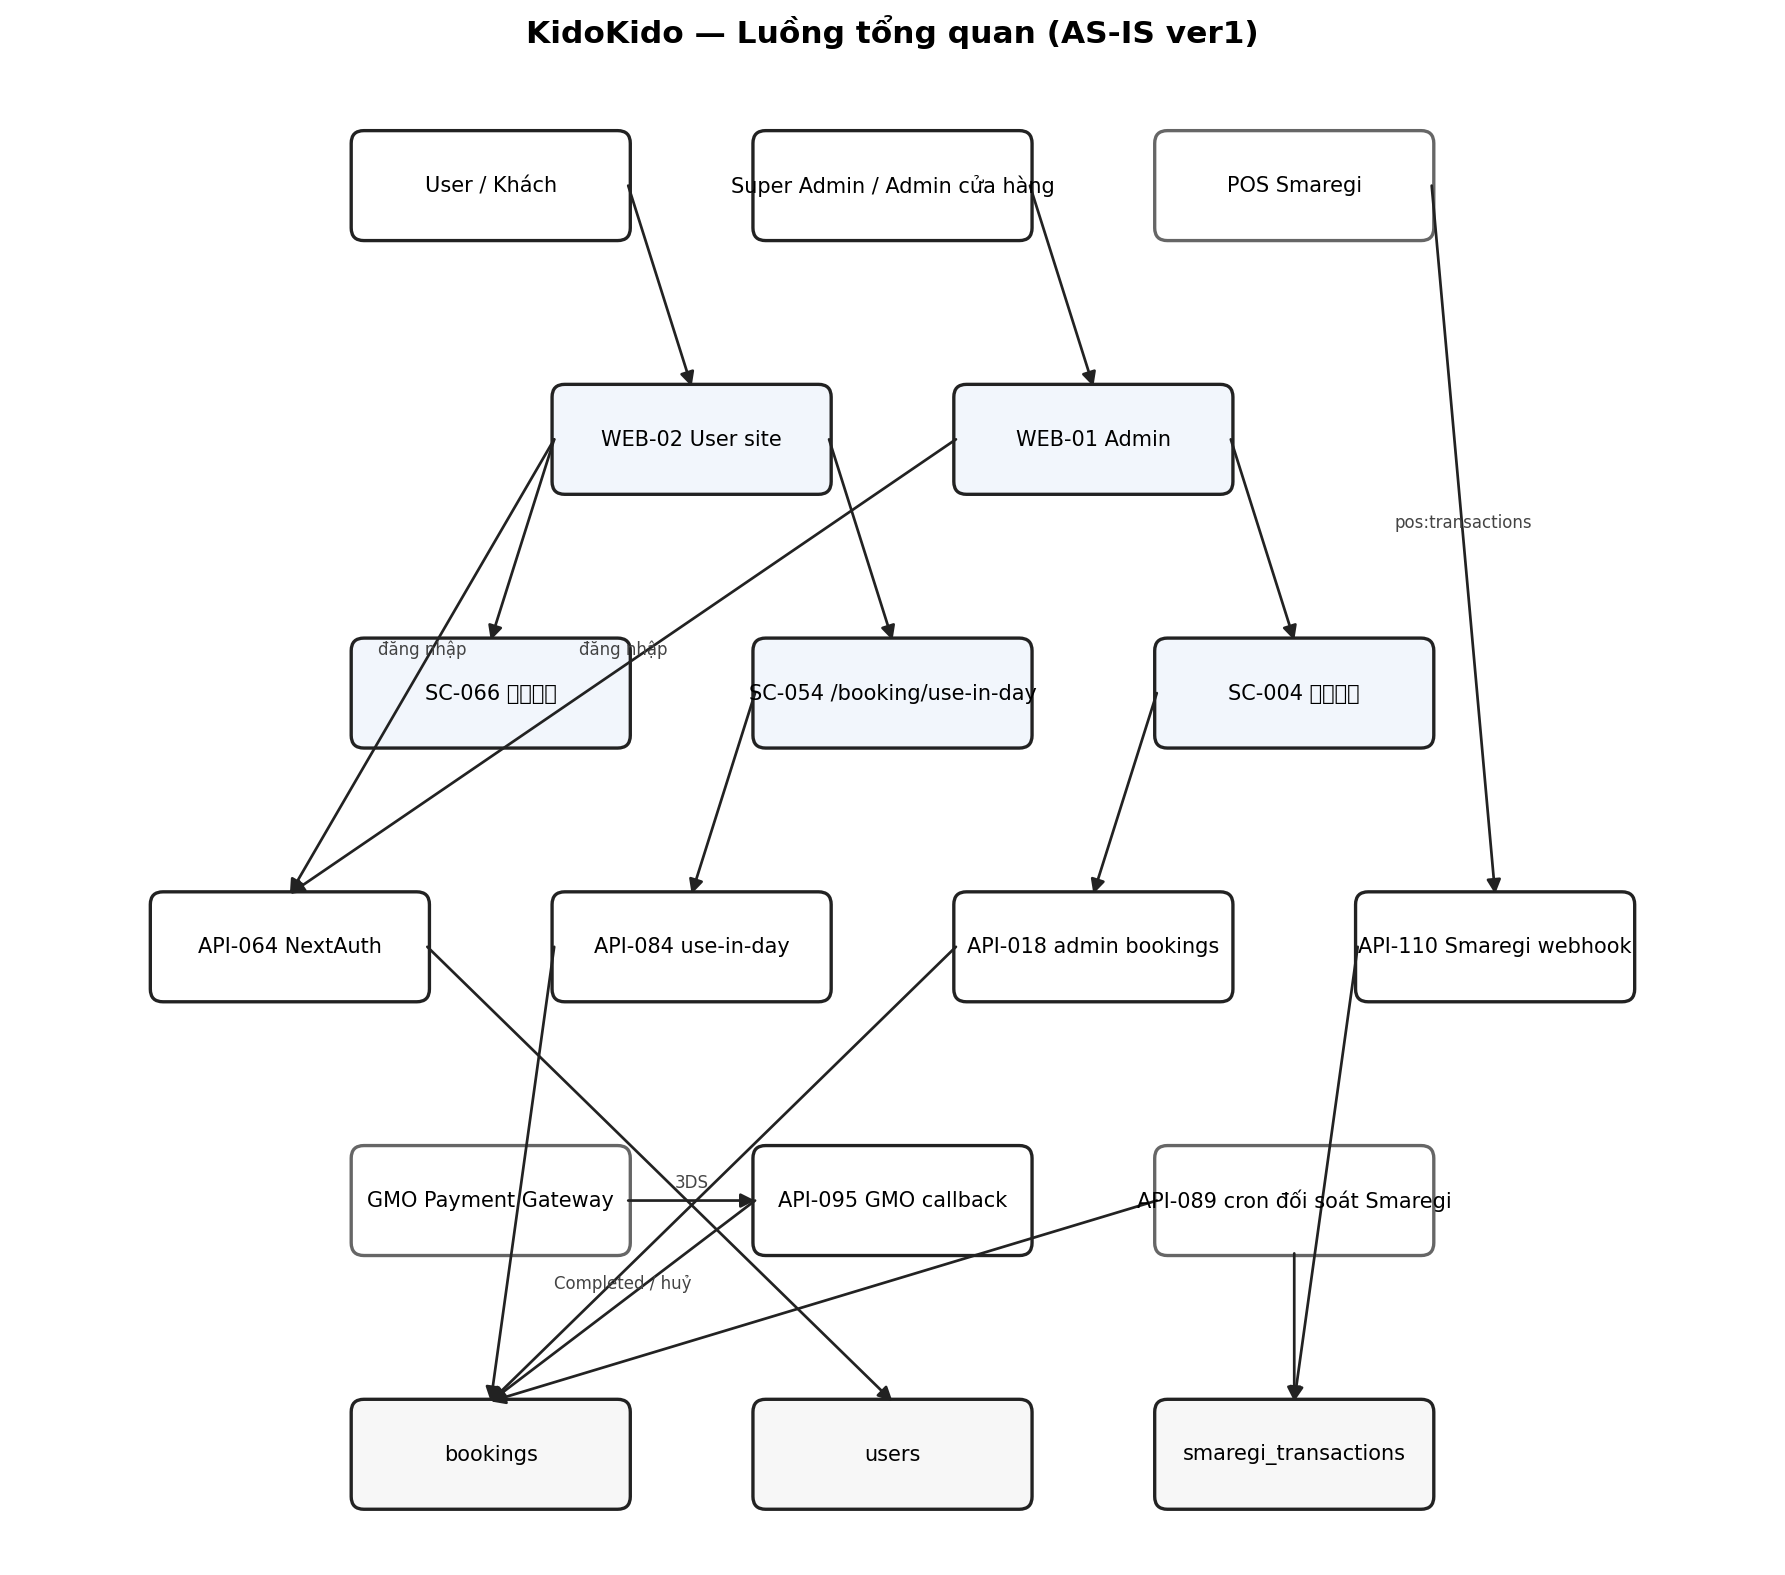 KidoKido — Luồng tổng quan (AS-IS ver1)
User / Khách
Super Admin / Admin cửa hàng
POS Smaregi
WEB-02 User site
WEB-01 Admin
pos:transactions
đăng nhập
đăng nhập
SC-066
SC-054 /booking/use-in-day
SC-004
API-064 NextAuth
API-084 use-in-day
API-018 admin bookings
API-110 Smaregi webhook
GMO Payment Gateway
3DS
API-095 GMO callback
API-089 cron đối soát Smaregi
Completed / huỷ
bookings
users
smaregi_transactions